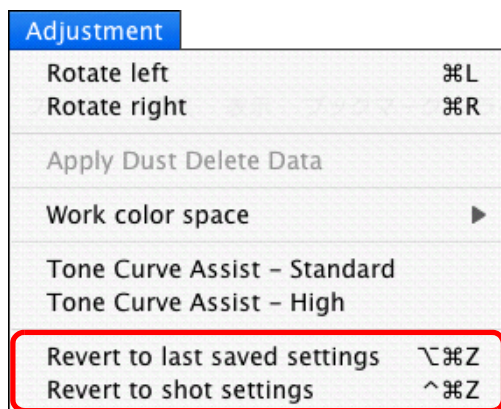 Adjustment
Rotate left ⌘L
Rotate right ⌘R
Apply Dust Delete Data
Work color space ▶
Tone Curve Assist – Standard
Tone Curve Assist – High
Revert to last saved settings ⌥⌘Z
Revert to shot settings ^⌘Z